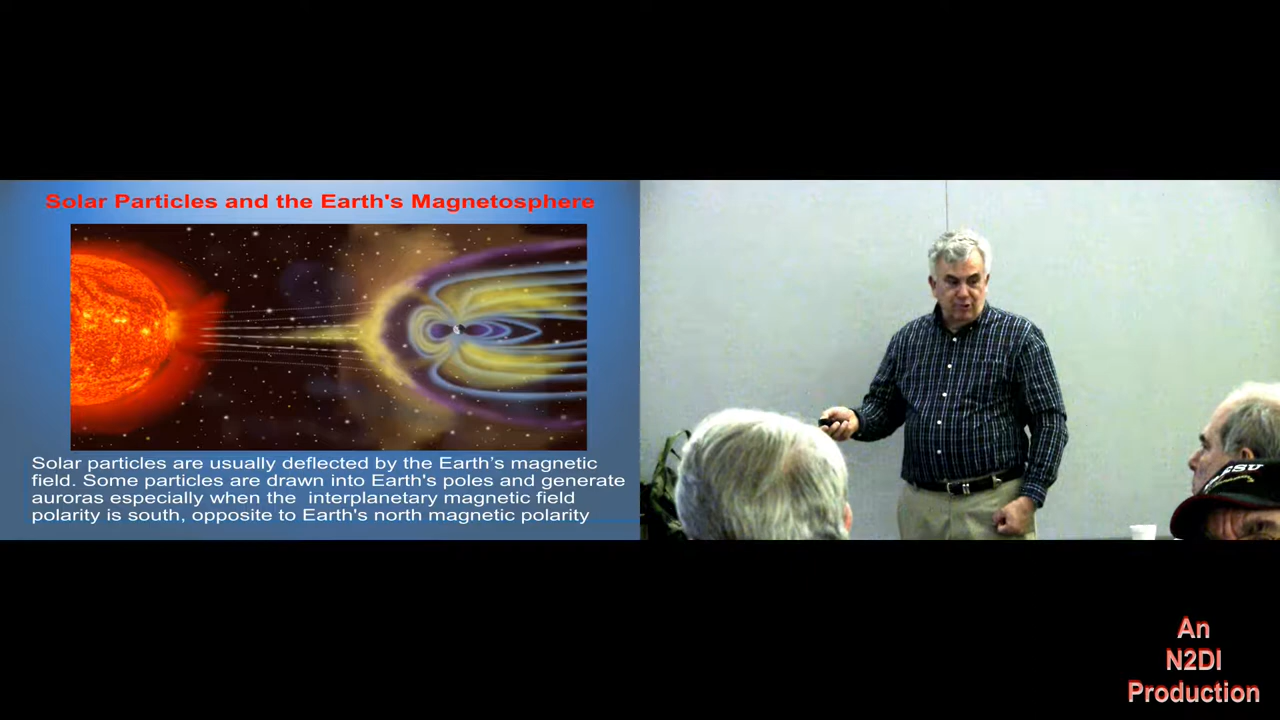 Solar Particles and the Earth's Magnetosphere
Solar particles are usually deflected by the Earth's magnetic
field. Some particles are drawn into Earth's poles and generate
auroras especially when the  interplanetary magnetic field
polarity is south, opposite to Earth's north magnetic polarity
An
N2DI
Production